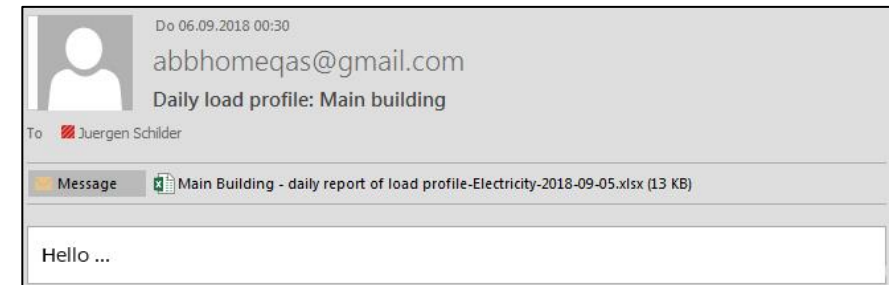 Do 06.09.2018 00:30
abbhomeqas@gmail.com
Daily load profile: Main building
To Juergen Schilder
Message Main Building - daily report of load profile-Electricity-2018-09-05.xlsx (13 KB)
Hello ...